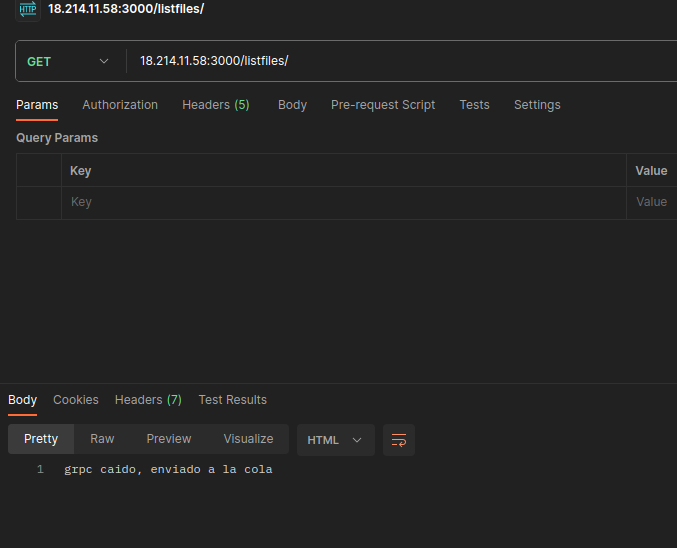 HTTP 18.214.11.58:3000/listfiles/
GET 18.214.11.58:3000/listfiles/
Params Authorization Headers (5) Body Pre-request Script Tests Settings
Query Params
Key Value
Key Value
Body Cookies Headers (7) Test Results
Pretty Raw Preview Visualize HTML
1 grpc caido, enviado a la cola